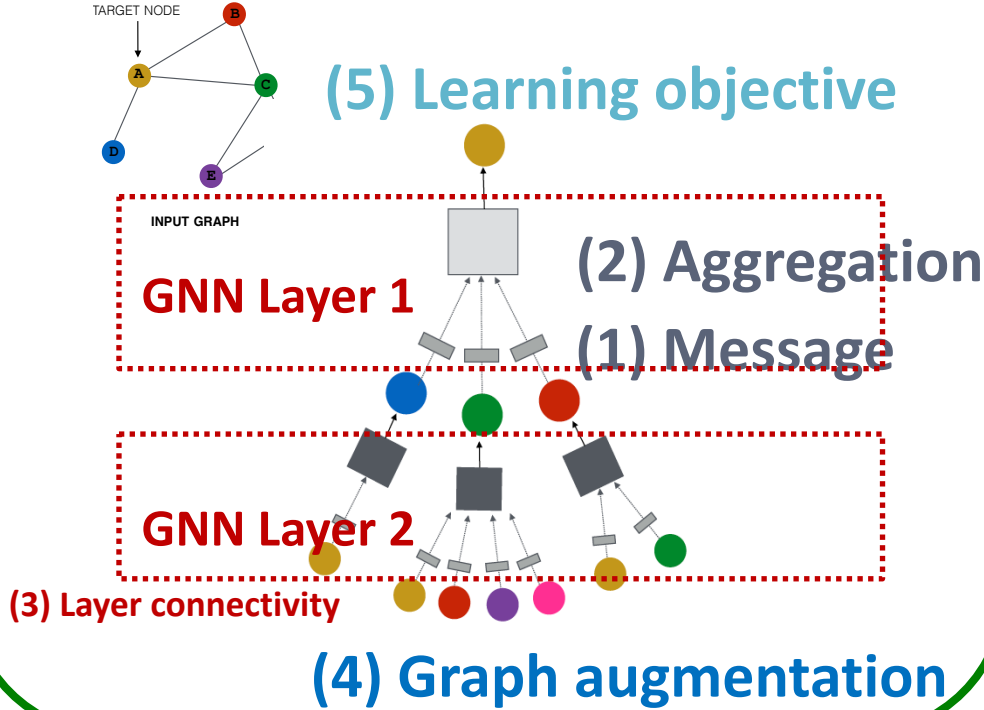 TARGET NODE
B
A
C
D
E
(5) Learning objective
INPUT GRAPH
GNN Layer 1
(2) Aggregation
(1) Message
GNN Layer 2
(3) Layer connectivity
(4) Graph augmentation